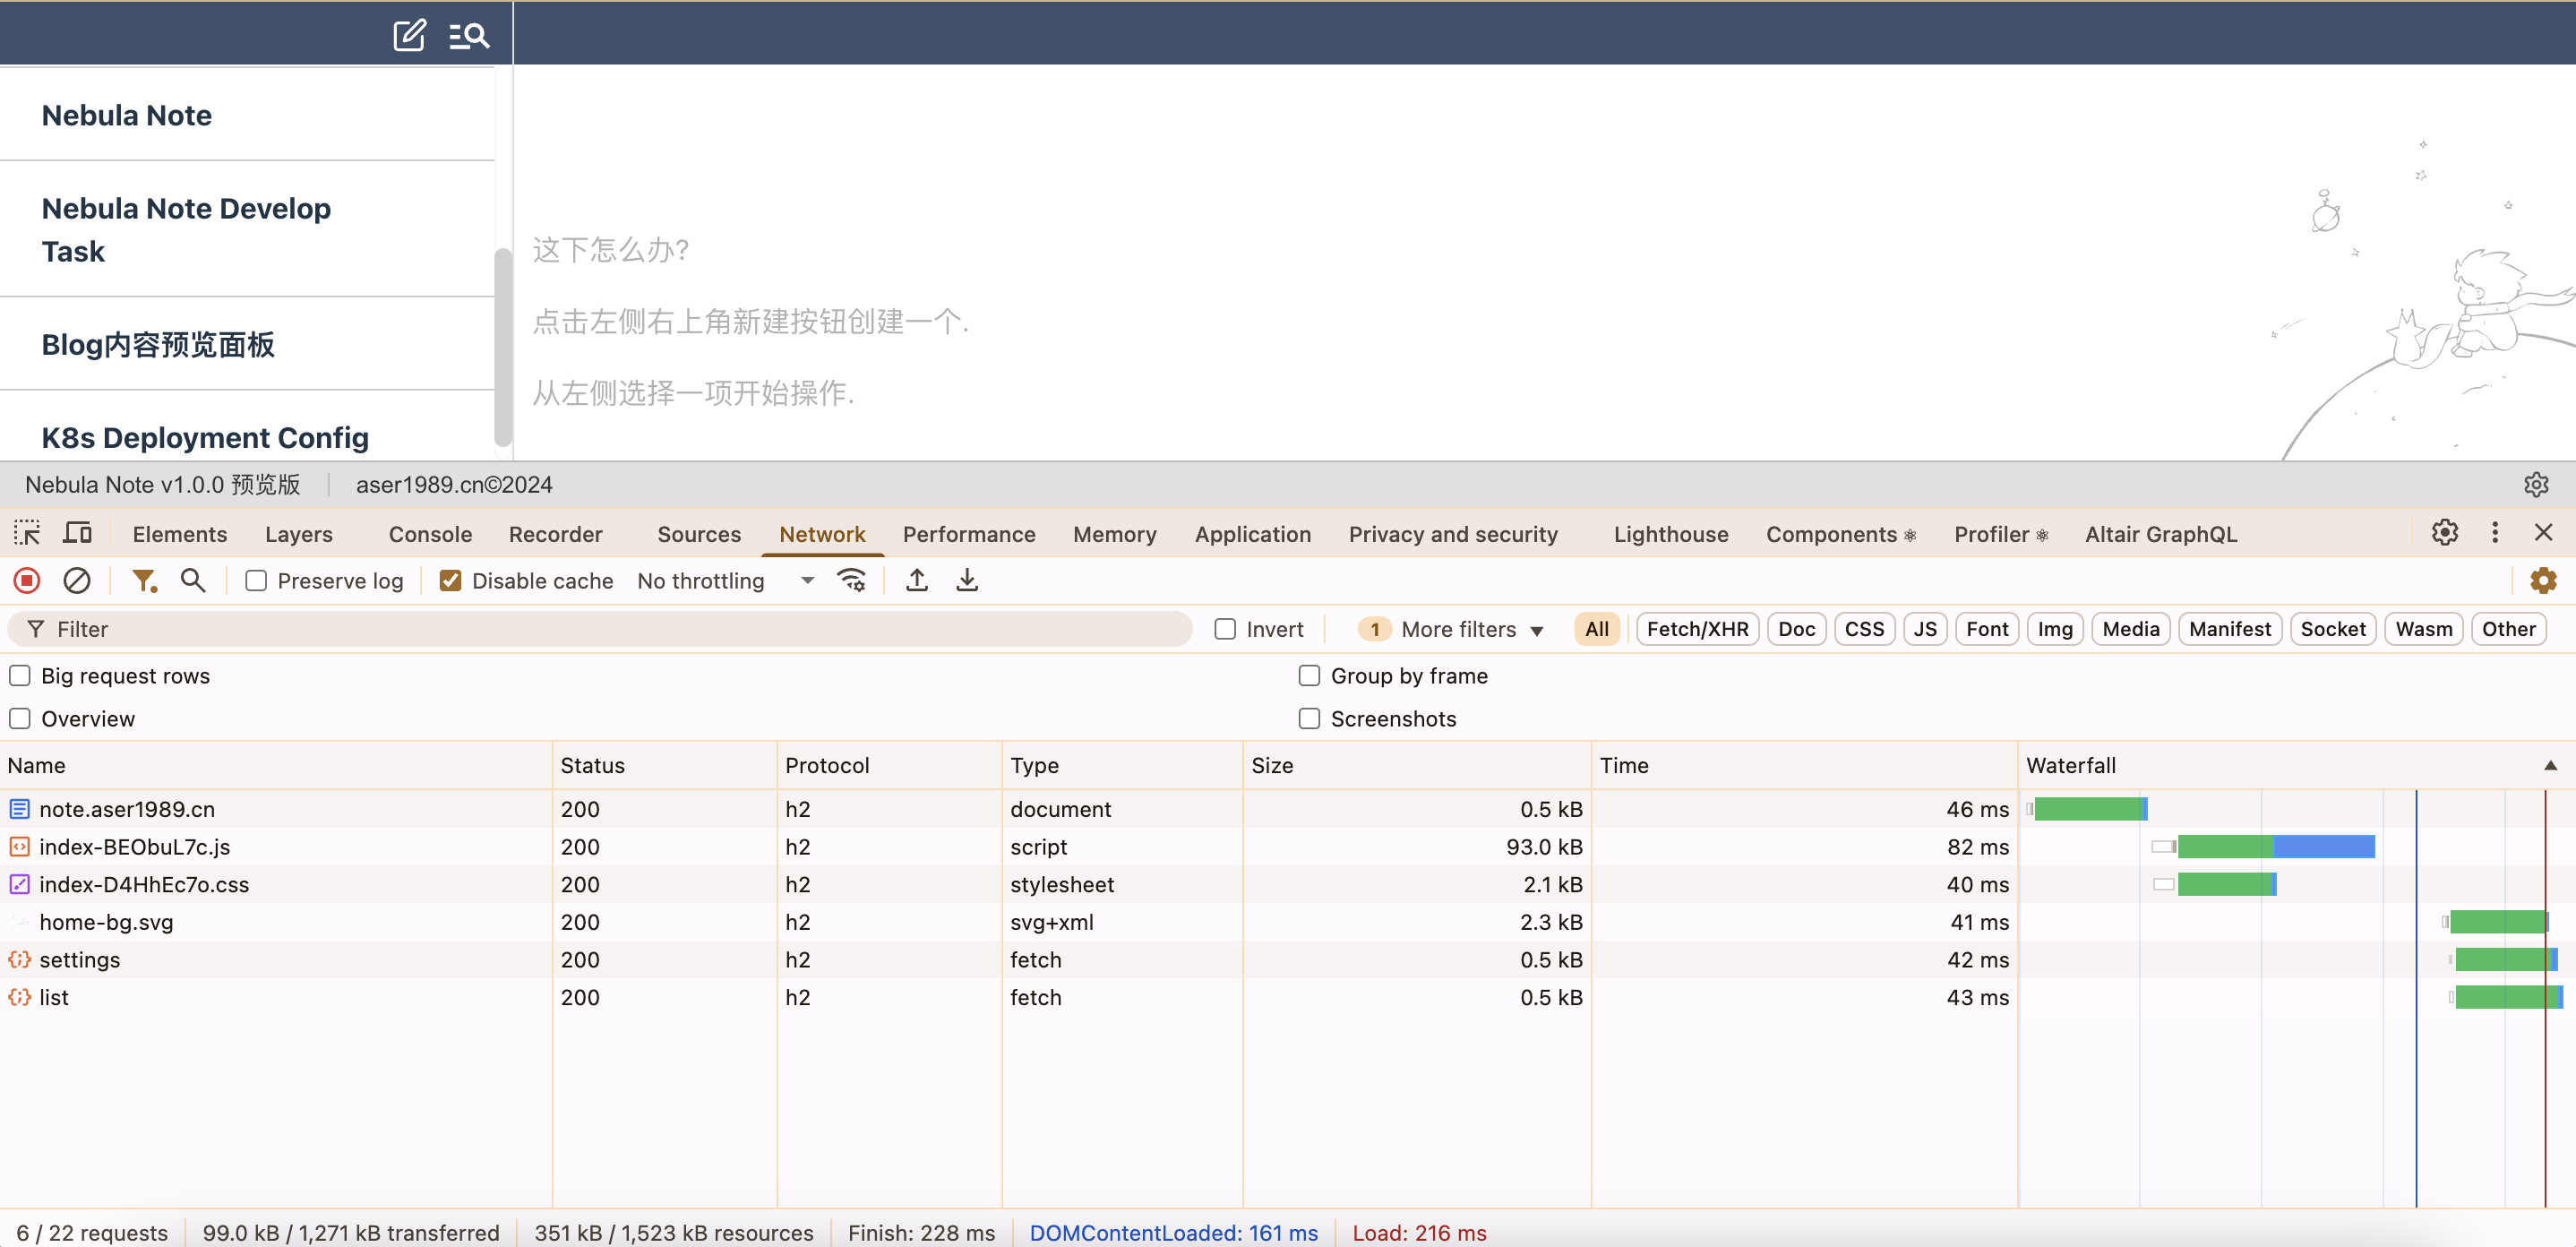 Nebula Note
Nebula Note Develop
Task
Blog内容预览面板
K8s Deployment Config
这下怎么办?
点击左侧右上角新建按钮创建一个.
从左侧选择一项开始操作.
Nebula Note v1.0.0 预览版 aser1989.cn©2024
Elements Layers Console Recorder Sources Network Performance Memory Application Privacy and security Lighthouse Components Profiler Altair GraphQL
Preserve log Disable cache No throttling
Filter Invert 1 More filters All Fetch/XHR Doc CSS JS Font Img Media Manifest Socket Wasm Other
Big request rows Group by frame
Overview Screenshots
Name Status Protocol Type Size Time Waterfall
note.aser1989.cn 200 h2 document 0.5 kB 46 ms
index-BEObuL7c.js 200 h2 script 93.0 kB 82 ms
index-D4HhEc7o.css 200 h2 stylesheet 2.1 kB 40 ms
home-bg.svg 200 h2 svg+xml 2.3 kB 41 ms
settings 200 h2 fetch 0.5 kB 42 ms
list 200 h2 fetch 0.5 kB 43 ms
6 / 22 requests 99.0 kB / 1,271 kB transferred 351 kB / 1,523 kB resources Finish: 228 ms DOMContentLoaded: 161 ms Load: 216 ms